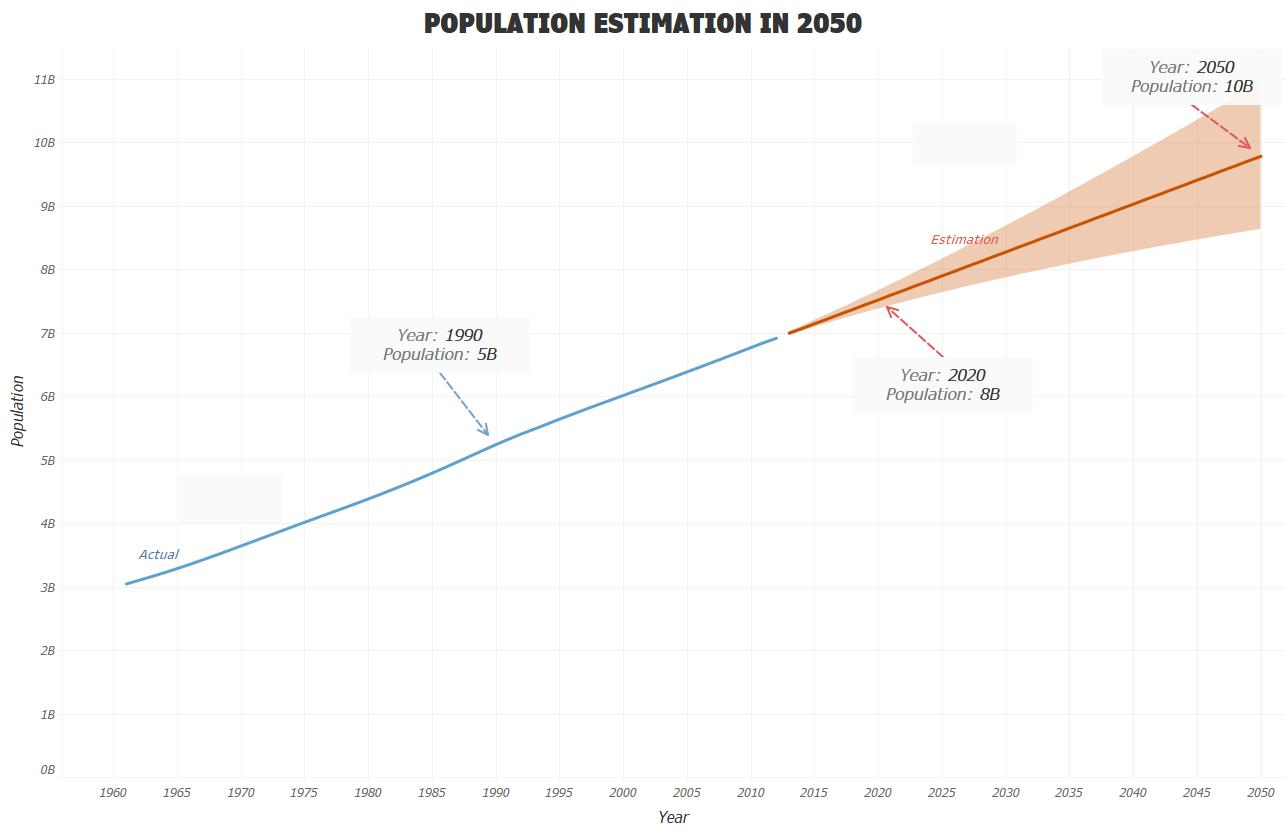 POPULATION ESTIMATION IN 2050
Year: 2050
Population: 10B
11B
10B
9B
Estimation
8B
7B
Year: 1990
Population: 5B
Year: 2020
Population: 8B
6B
Population
5B
4B
Actual
3B
2B
1B
0B
1960 1965 1970 1975 1980 1985 1990 1995 2000 2005 2010 2015 2020 2025 2030 2035 2040 2045 2050
Year